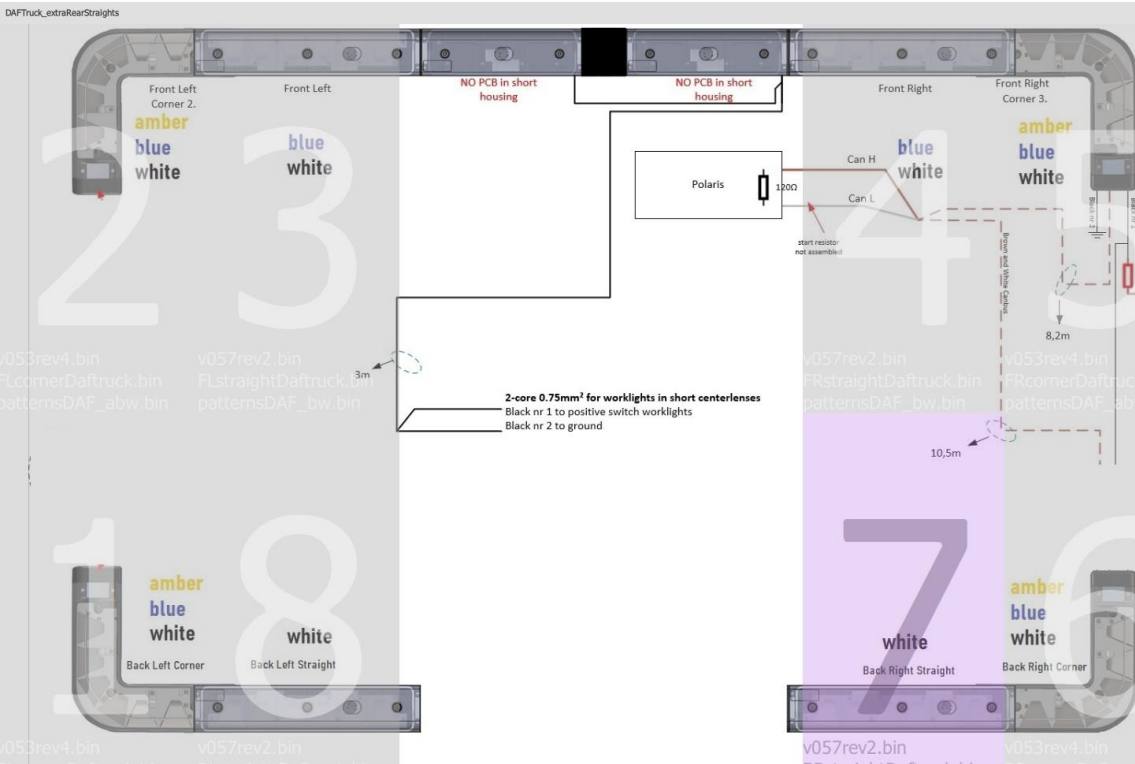 DAFTruck_extraRearStraights
Front Left
Corner 2.
amber
blue
white
Front Left
blue
white
NO PCB in short
housing
NO PCB in short
housing
Front Right
blue
white
Front Right
Corner 3.
amber
blue
white
2
3
4
5
Polaris
120Ω
Can H
Can L
start resistor
not assembled
Brown and White Canbus
Black nr 2
8,2m
v053rev4.bin
FLcornerDaftruck.bin
patternsDAF_abw.bin
v057rev2.bin
FLstraightDaftruck.bin
patternsDAF_bw.bin
3m
2-core 0.75mm² for worklights in short centerlenses
Black nr 1 to positive switch worklights
Black nr 2 to ground
v057rev2.bin
FRstraightDaftruck.bin
patternsDAF_bw.bin
v053rev4.bin
FRcornerDaftruck
patternsDAF_ab
10,5m
1
8
7
6
amber
blue
white
Back Left Corner
white
Back Left Straight
white
Back Right Straight
amber
blue
white
Back Right Corner
v053rev4.bin
v057rev2.bin
v057rev2.bin
v053rev4.bin